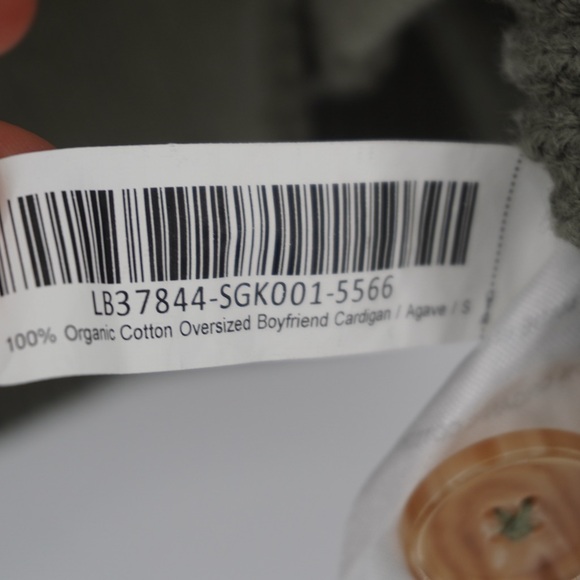 LB37844-SGK001-5566
100% Organic Cotton Oversized Boyfriend Cardigan / Agave / S